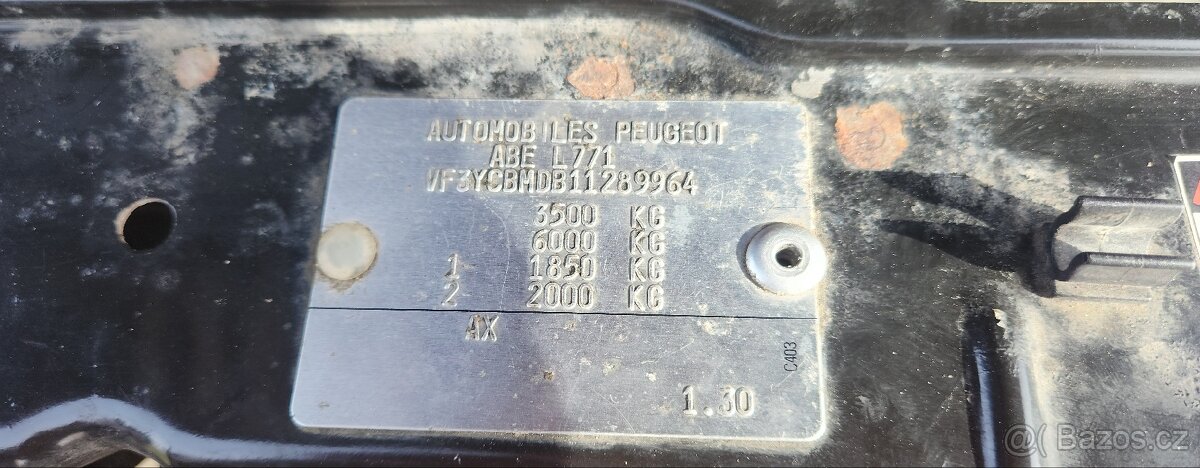 AUTOMOBILES PEUGEOT
ABE L771
VF3YCBMDB11289964
3500 KG
6000 KG
1 1850 KG
2 2000 KG
AX
C403
1.30
Bazos.cz